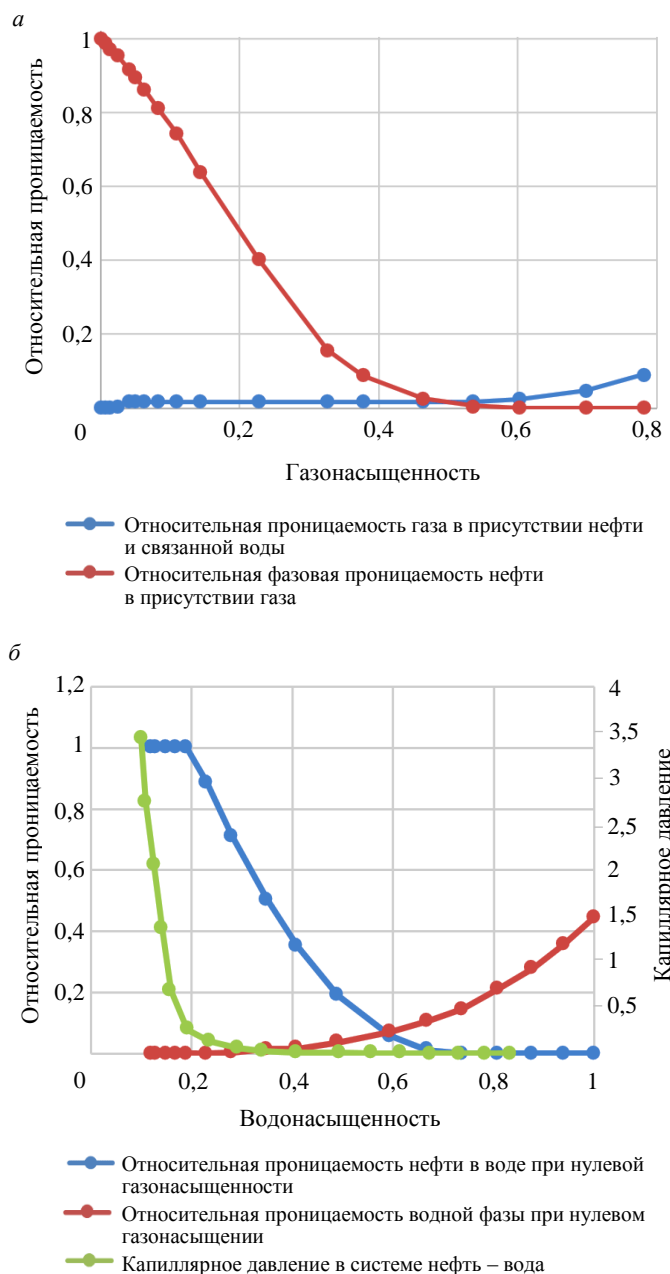 а
Относительная проницаемость
1
0,8
0,6
0,4
0,2
0
0,2
0,4
0,6
0,8
Газонасыщенность
Относительная проницаемость газа в присутствии нефти
и связанной воды
Относительная фазовая проницаемость нефти
в присутствии газа
б
Относительная проницаемость
1,2
1
0,8
0,6
0,4
0,2
0
0,2
0,4
0,6
0,8
1
4
3,5
3
2,5
2
1,5
1
0,5
Капиллярное давление
Водонасыщенность
Относительная проницаемость нефти в воде при нулевой
газонасыщенности
Относительная проницаемость водной фазы при нулевом
газонасыщении
Капиллярное давление в системе нефть – вода